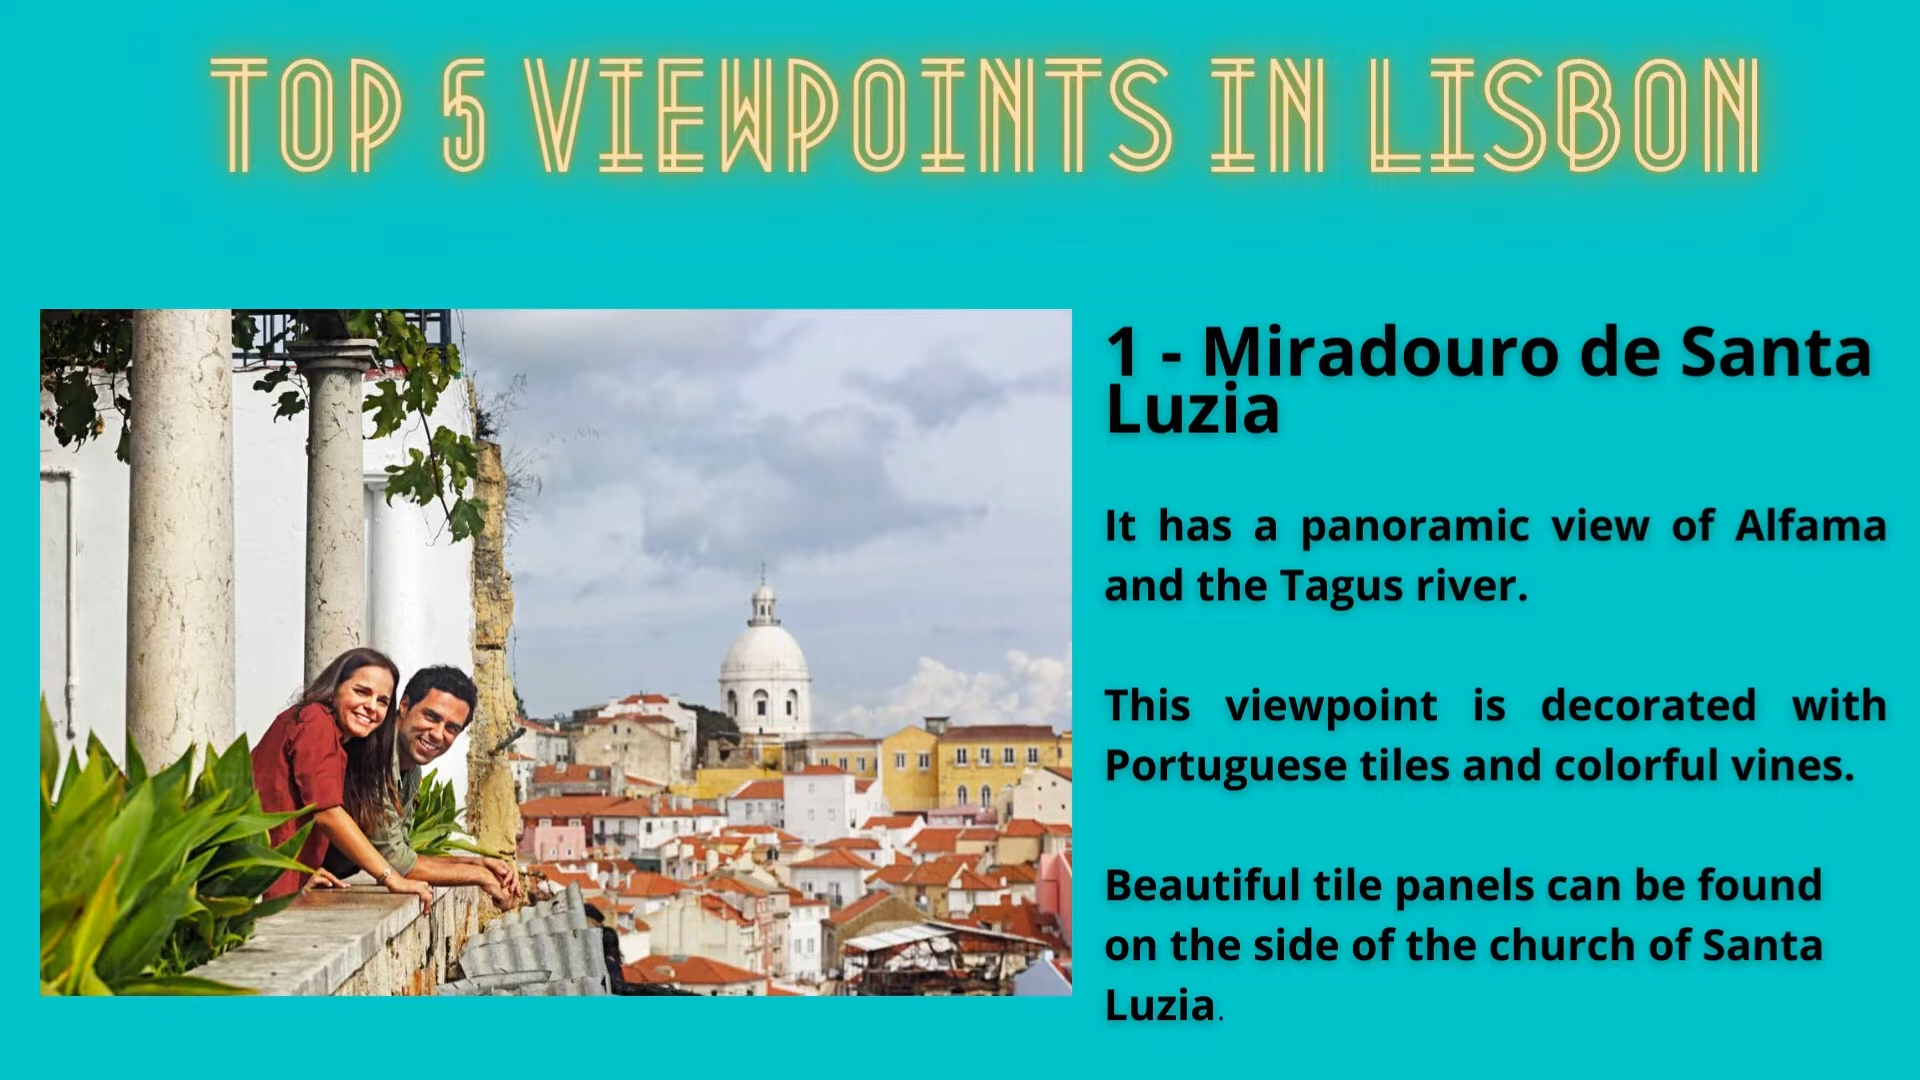 TOP 5 VIEWPOINTS IN LISBON
1 - Miradouro de Santa
Luzia
It has a panoramic view of Alfama
and the Tagus river.
This viewpoint is decorated with
Portuguese tiles and colorful vines.
Beautiful tile panels can be found
on the side of the church of Santa
Luzia.